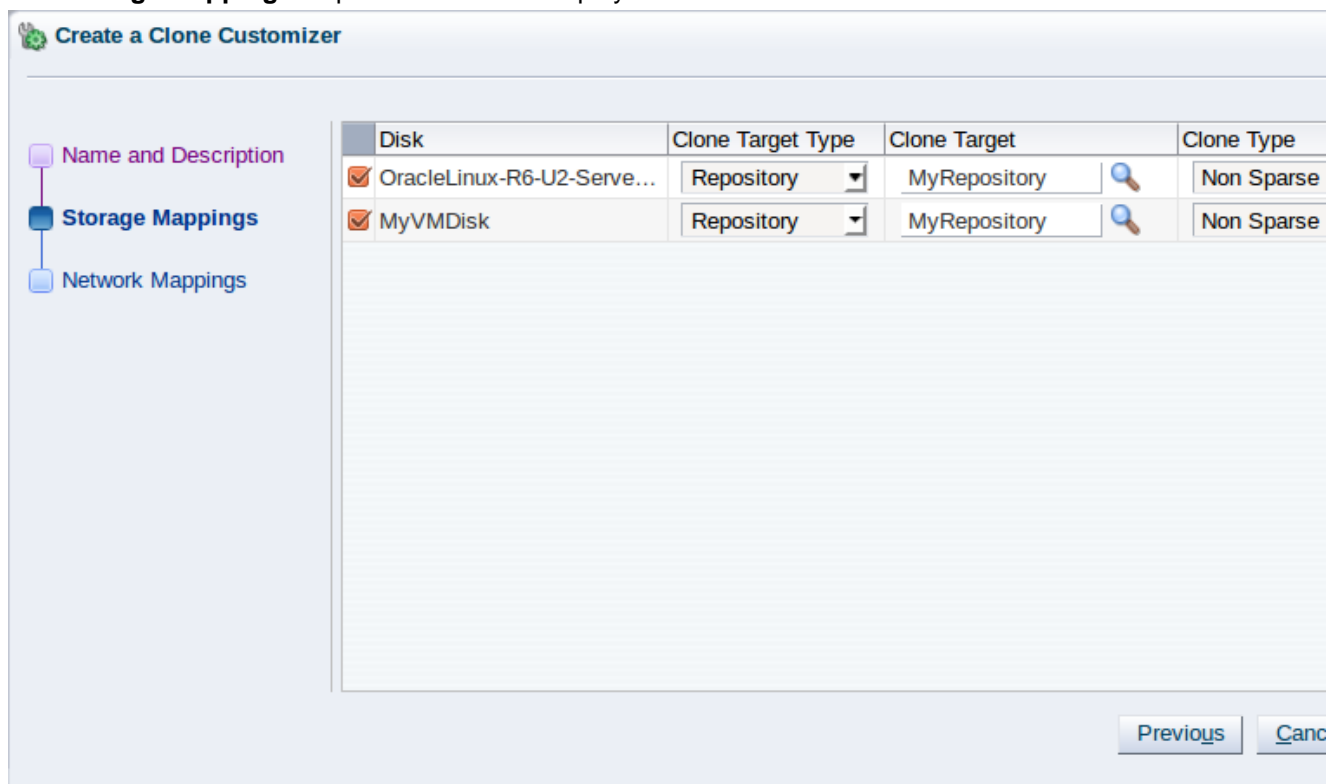 Create a Clone Customizer
Disk Clone Target Type Clone Target Clone Type
Name and Description
OracleLinux-R6-U2-Serve... Repository MyRepository Non Sparse
Storage Mappings
MyVMDisk Repository MyRepository Non Sparse
Network Mappings
Previous Canc